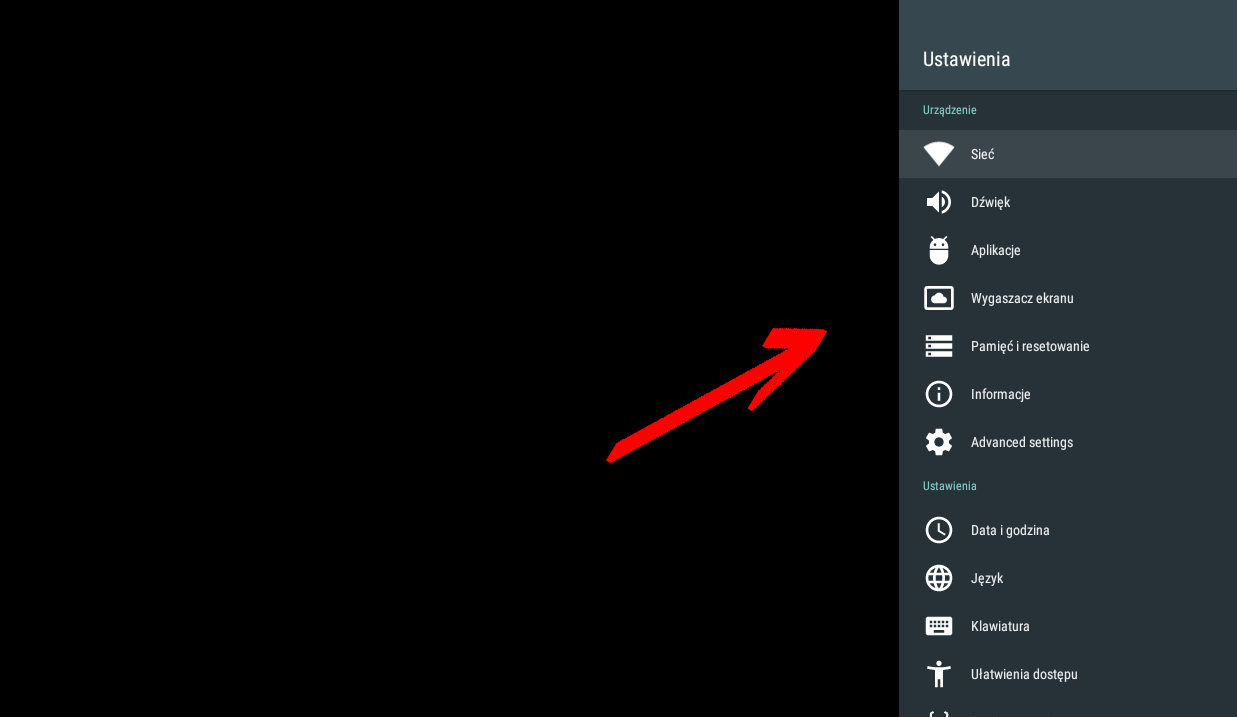 Ustawienia
Urządzenie
Sieć
Dźwięk
Aplikacje
Wygaszacz ekranu
Pamięć i resetowanie
Informacje
Advanced settings
Ustawienia
Data i godzina
Język
Klawiatura
Ułatwienia dostępu